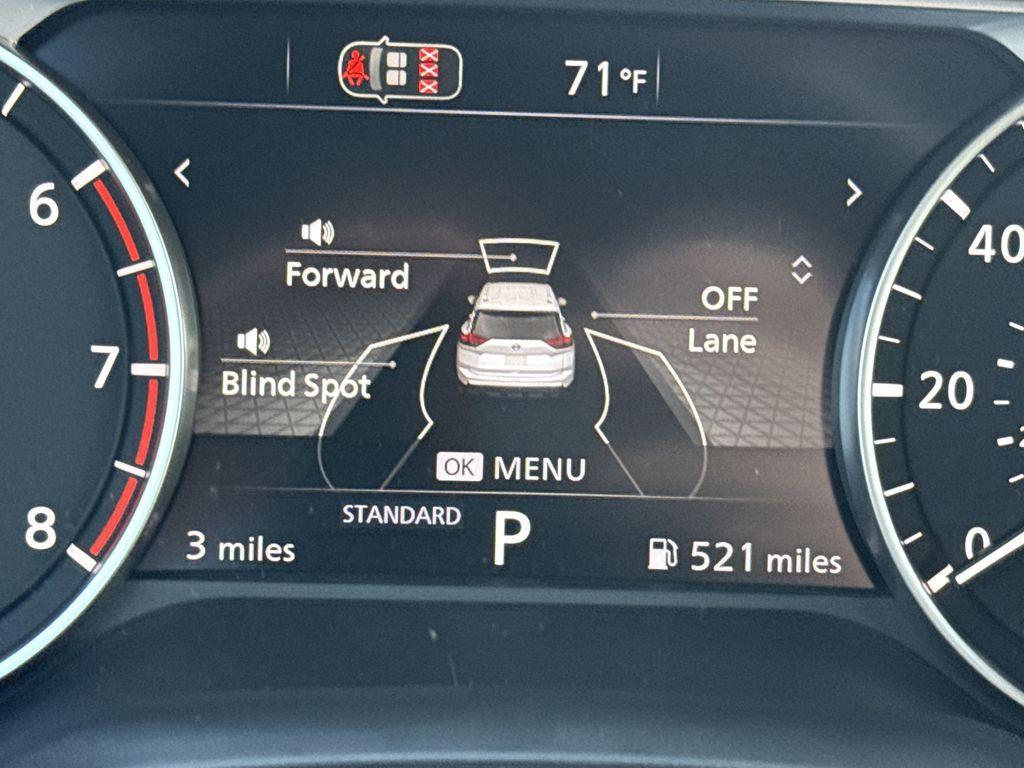 71°F
6
7
8
Forward
Blind Spot
OFF
Lane
OK MENU
STANDARD
P
3 miles
521 miles
40
20
0